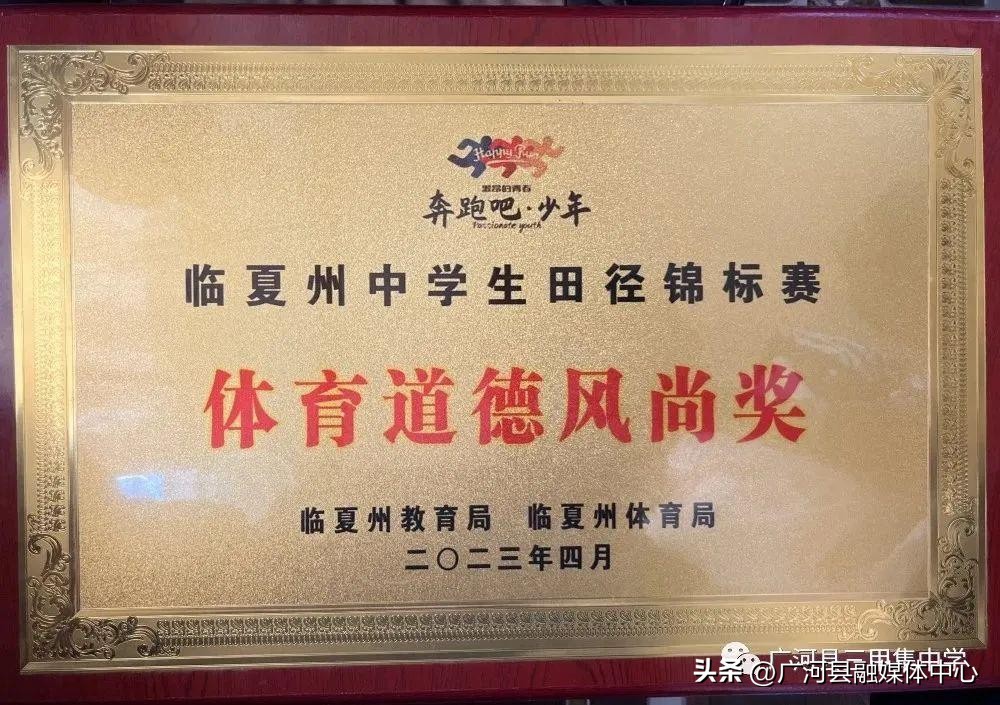 Happy Run
激昂的青春
奔跑吧·少年
Passionate youth
临夏州中学生田径锦标赛
体育道德风尚奖
临夏州教育局 临夏州体育局
二〇二三年四月
广河县三甲集中学
头条 @广河县融媒体中心